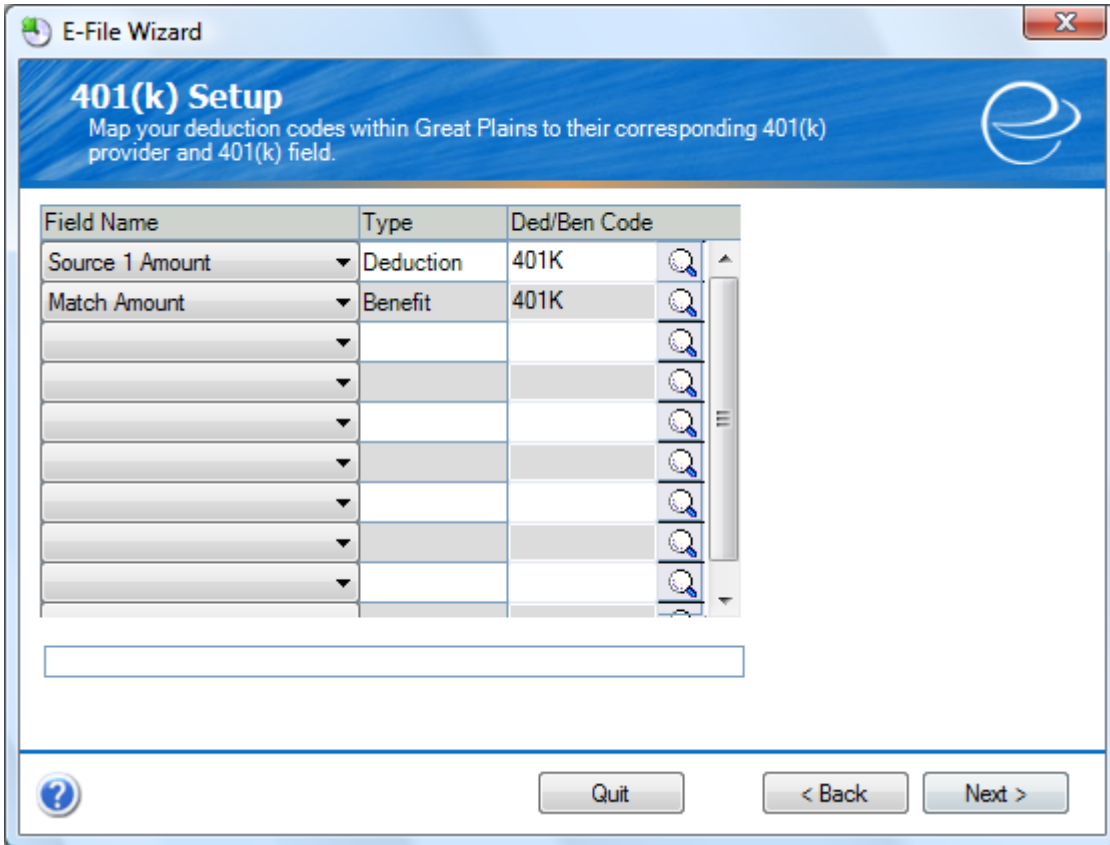 E-File Wizard
401(k) Setup
Map your deduction codes within Great Plains to their corresponding 401(k)
provider and 401(k) field.
Field Name Type Ded/Ben Code
Source 1 Amount Deduction 401K
Match Amount Benefit 401K
Quit < Back Next >